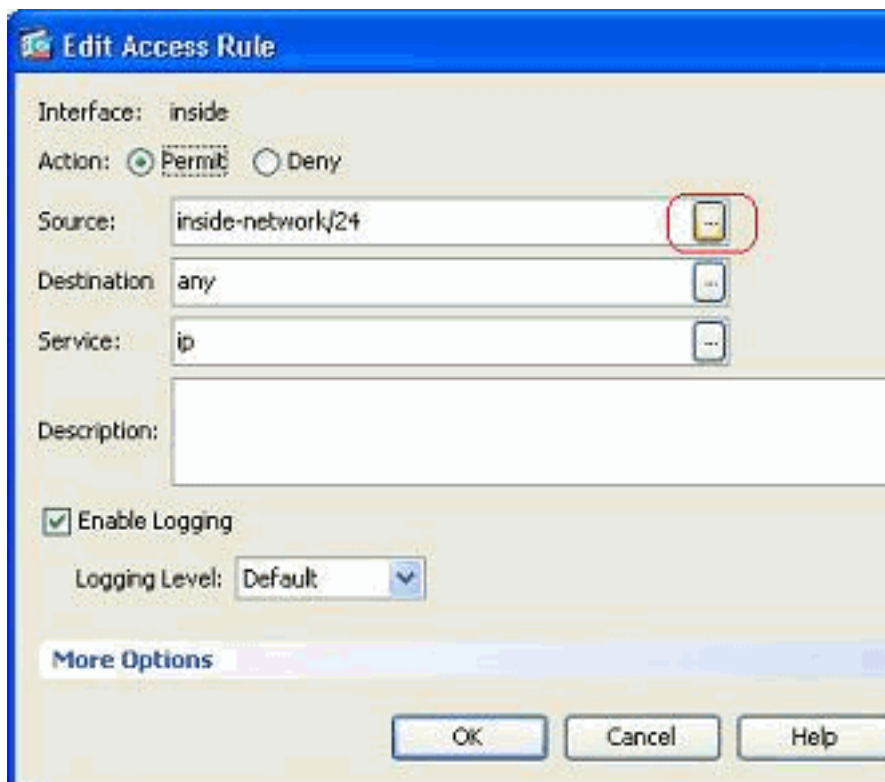 Edit Access Rule
Interface: inside
Action: Permit Deny
Source: inside-network/24 ...
Destination any ...
Service: ip ...
Description:
Enable Logging
Logging Level: Default
More Options
OK Cancel Help